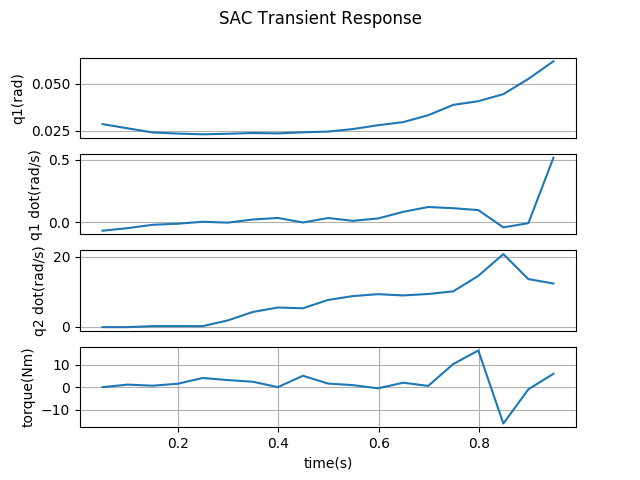 SAC Transient Response
q1(rad)
0.050
0.025
q1 dot(rad/s)
0.5
0.0
q2 dot(rad/s)
20
0
torque(Nm)
10
0
−10
0.2 0.4 0.6 0.8
time(s)